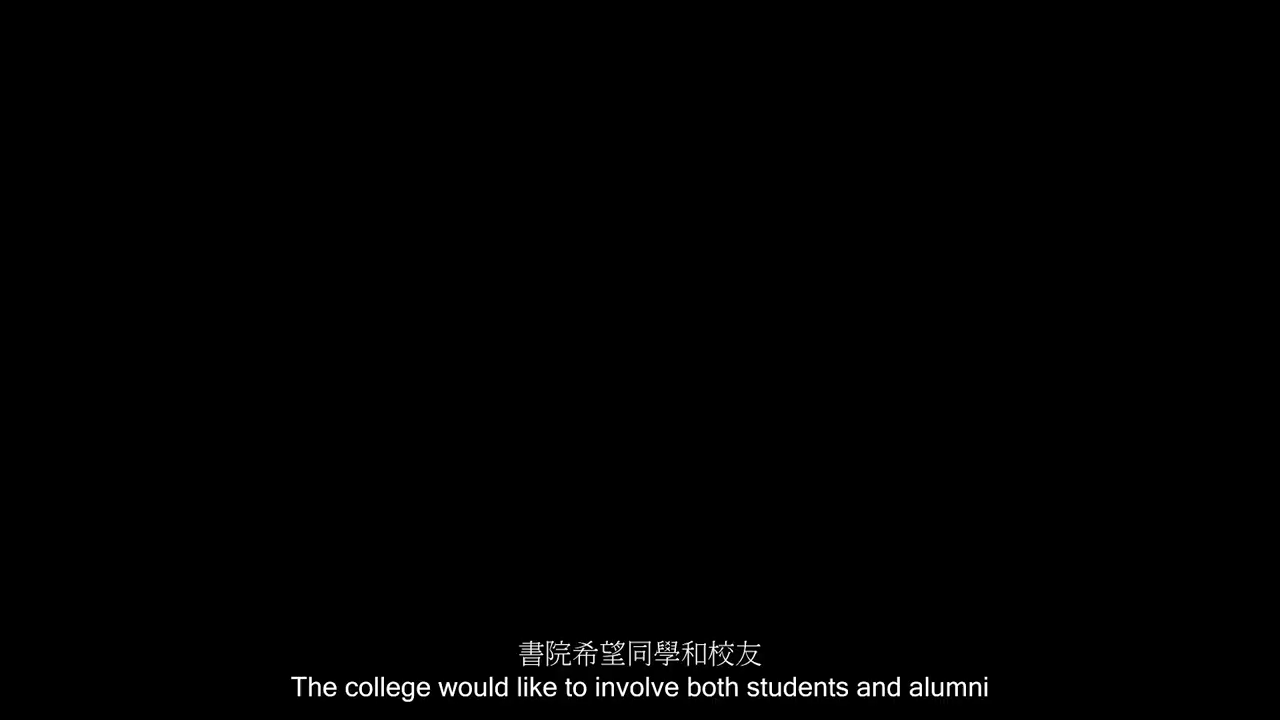 書院希望同學和校友
The college would like to involve both students and alumni